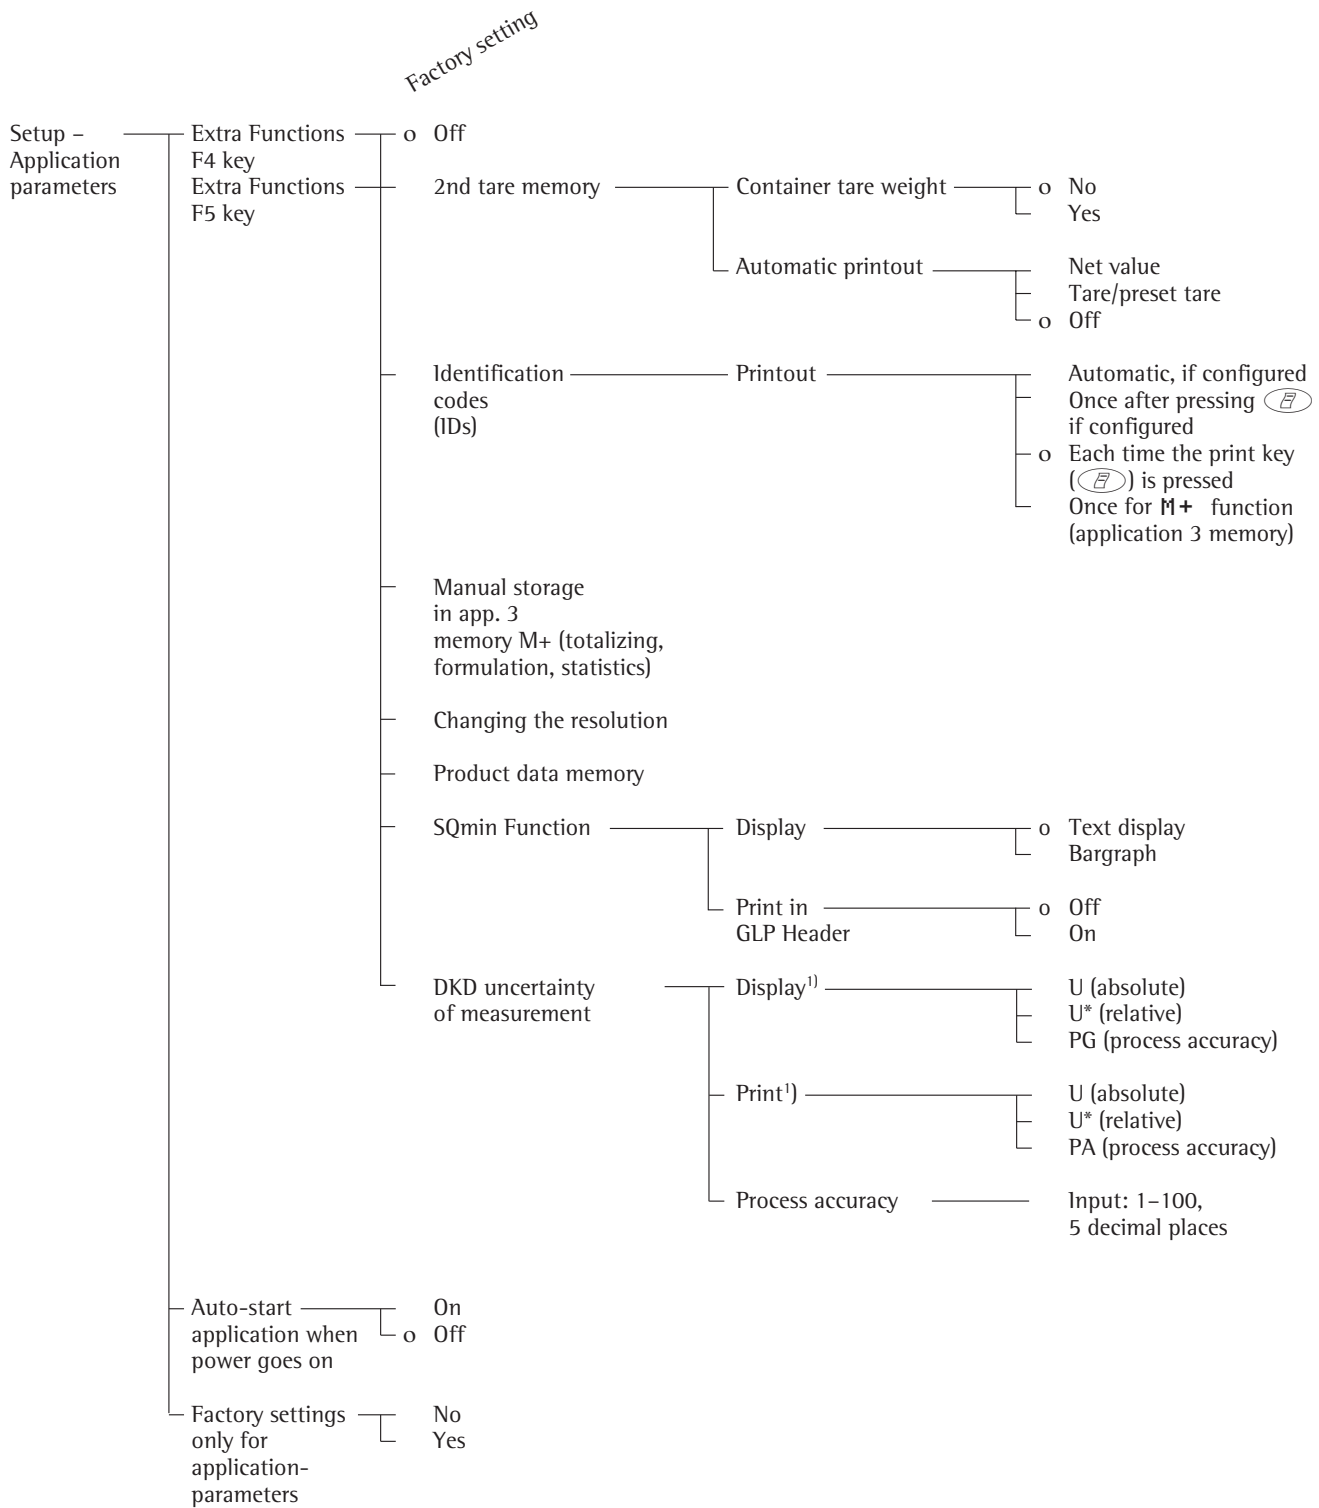 Factory setting
Setup –
Application
parameters
Extra Functions
F4 key
Extra Functions
F5 key
o Off
2nd tare memory
Container tare weight
o No
Yes
Automatic printout
Net value
Tare/preset tare
o Off
Identification
codes
(IDs)
Printout
Automatic, if configured
Once after pressing
if configured
o Each time the print key
( ) is pressed
Once for M+ function
(application 3 memory)
Manual storage
in app. 3
memory M+ (totalizing,
formulation, statistics)
Changing the resolution
Product data memory
SQmin Function
Display
o Text display
Bargraph
Print in
GLP Header
o Off
On
DKD uncertainty
of measurement
Display1)
U (absolute)
U* (relative)
PG (process accuracy)
Print1)
U (absolute)
U* (relative)
PA (process accuracy)
Process accuracy
Input: 1–100,
5 decimal places
Auto-start
application when
power goes on
On
o Off
Factory settings
only for
application-
parameters
No
Yes